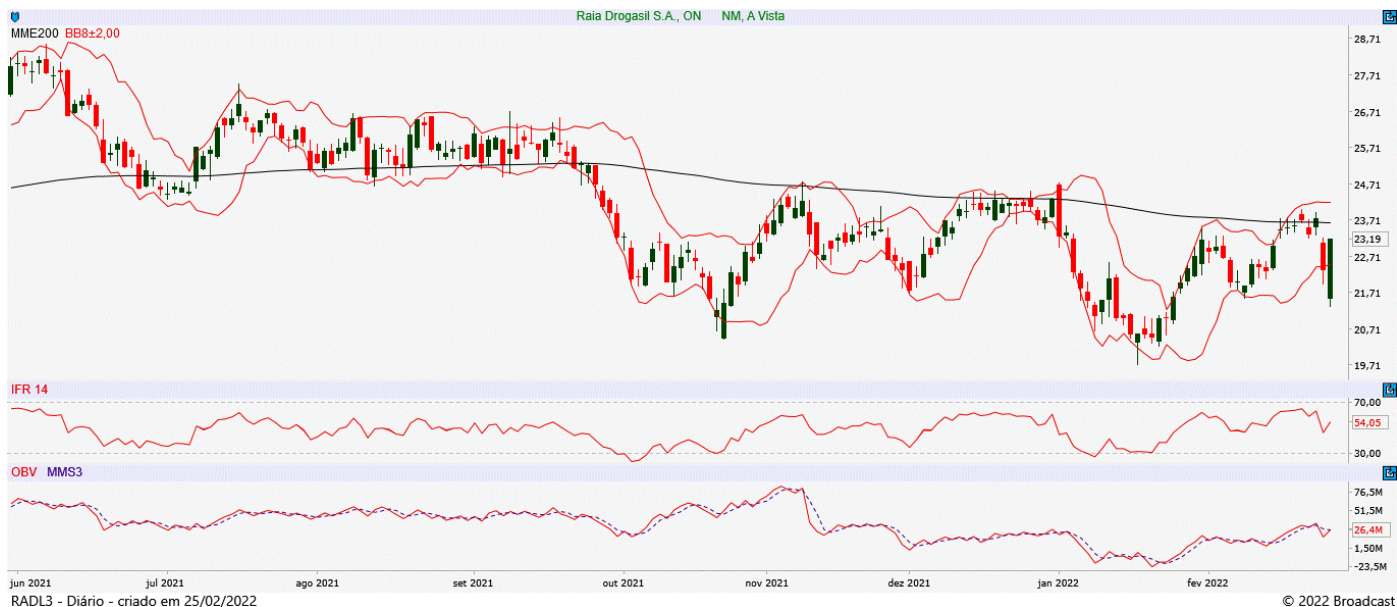 Raia Drogasil S.A., ON NM, A Vista
MME200 BB8±2,00
28,71
27,71
26,71
25,71
24,71
23,71
23,19
22,71
21,71
20,71
19,71
IFR 14
70,00
54,05
30,00
OBV MMS3
76,5M
51,5M
26,4M
1,50M
-23,5M
jun 2021 jul 2021 ago 2021 set 2021 out 2021 nov 2021 dez 2021 jan 2022 fev 2022
RADL3 - Diário - criado em 25/02/2022 © 2022 Broadcast